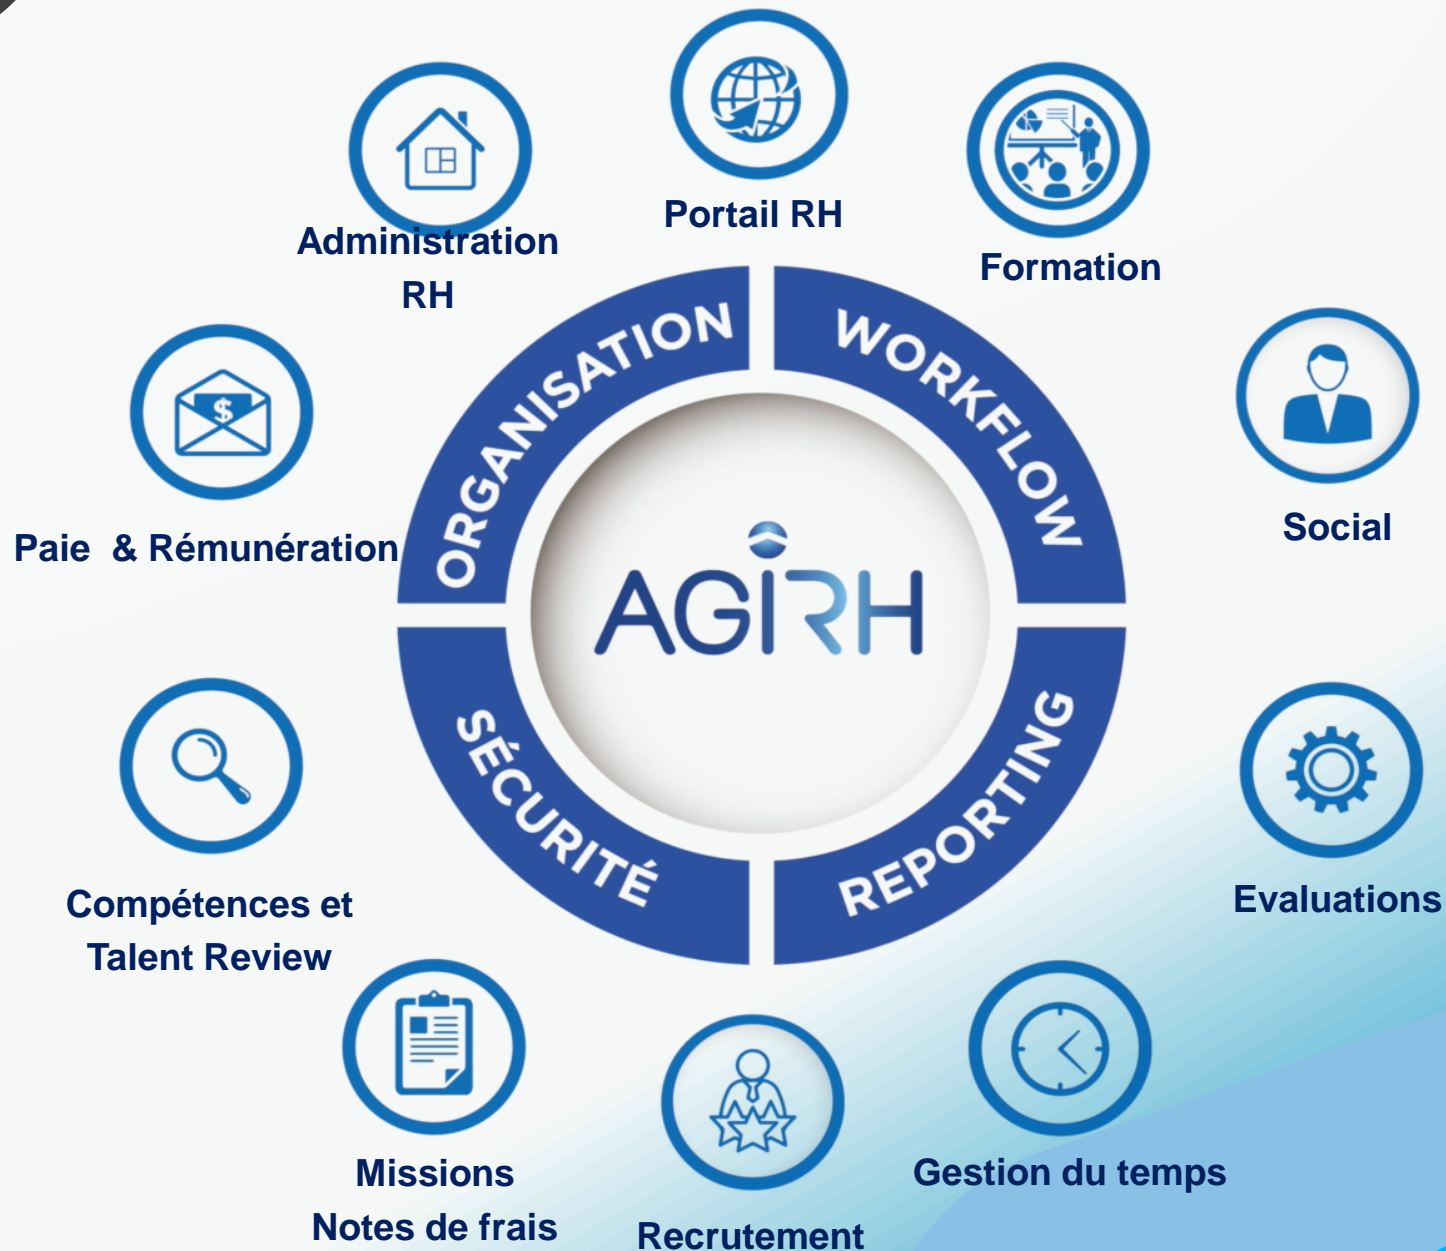 Portail RH
Administration
RH
Formation
ORGANISATION
WORKFLOW
Paie  & Rémunération
Social
AGIRH
SÉCURITÉ
REPORTING
Compétences et
Talent Review
Evaluations
Missions
Notes de frais
Recrutement
Gestion du temps
$